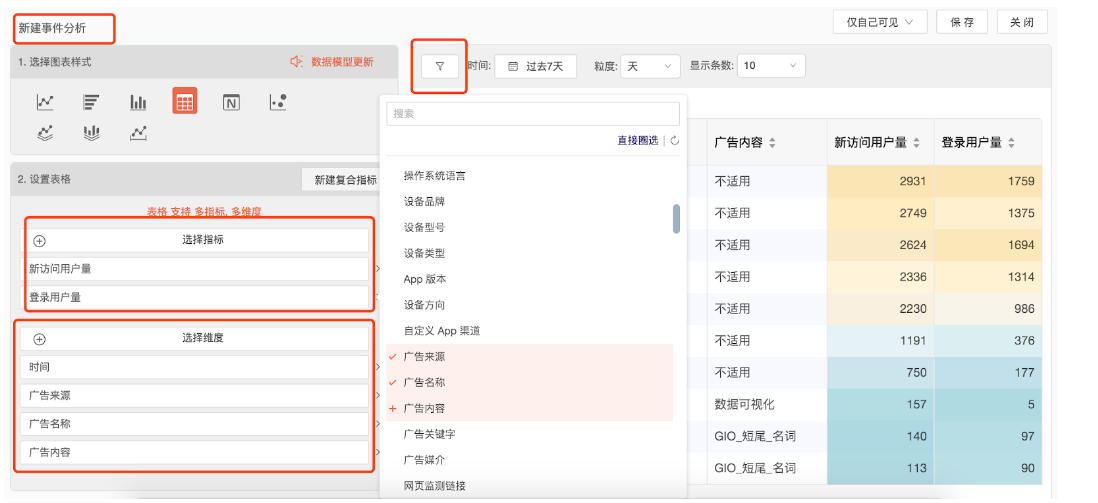 新建事件分析
仅自己可见
保存
关闭
1. 选择图表样式
数据模型更新
时间:
过去7天
粒度:
天
显示条数:
10
N
2. 设置表格
新建复合指标
表格 支持 多指标, 多维度
选择指标
新访问用户量
登录用户量
选择维度
时间
广告来源
广告名称
广告内容
搜索
直接圈选
操作系统语言
设备品牌
设备型号
设备类型
App 版本
设备方向
自定义 App 渠道
广告来源
广告名称
广告内容
广告关键字
广告媒介
网页监测链接
广告内容 新访问用户量 登录用户量
不适用 2931 1759
不适用 2749 1375
不适用 2624 1694
不适用 2336 1314
不适用 2230 986
不适用 1191 376
不适用 750 177
数据可视化 157 5
GIO_短尾_名词 140 97
GIO_短尾_名词 113 90